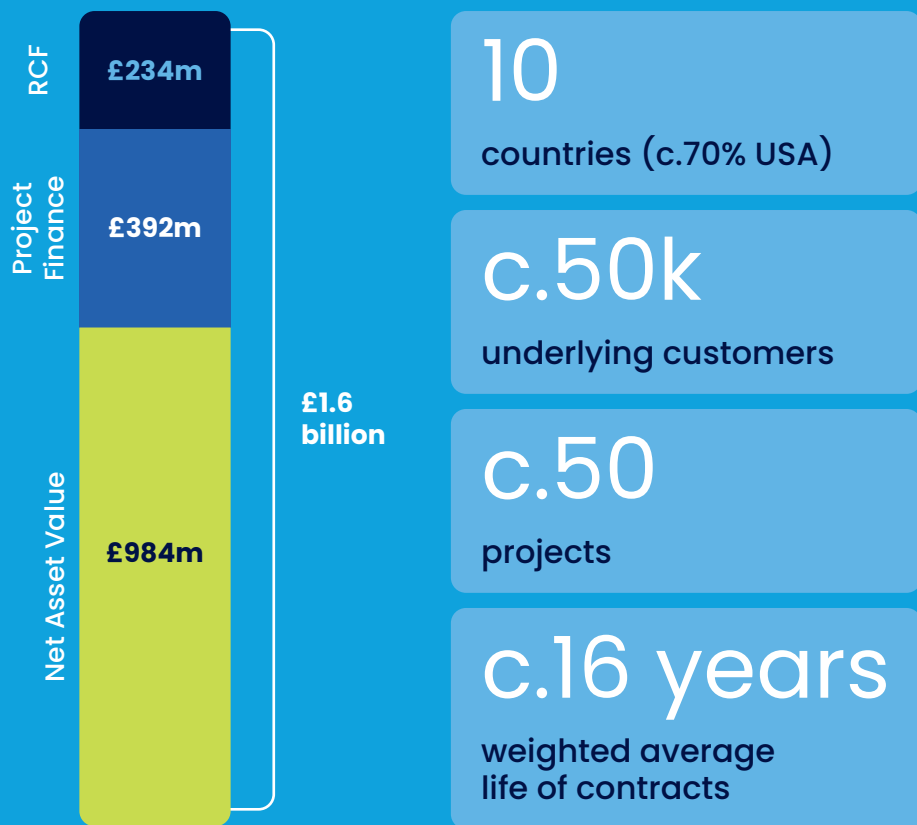 RCF
£234m
Project
Finance
£392m
Net Asset Value
£984m
£1.6
billion
10
countries (c.70% USA)
c.50k
underlying customers
c.50
projects
c.16 years
weighted average
life of contracts